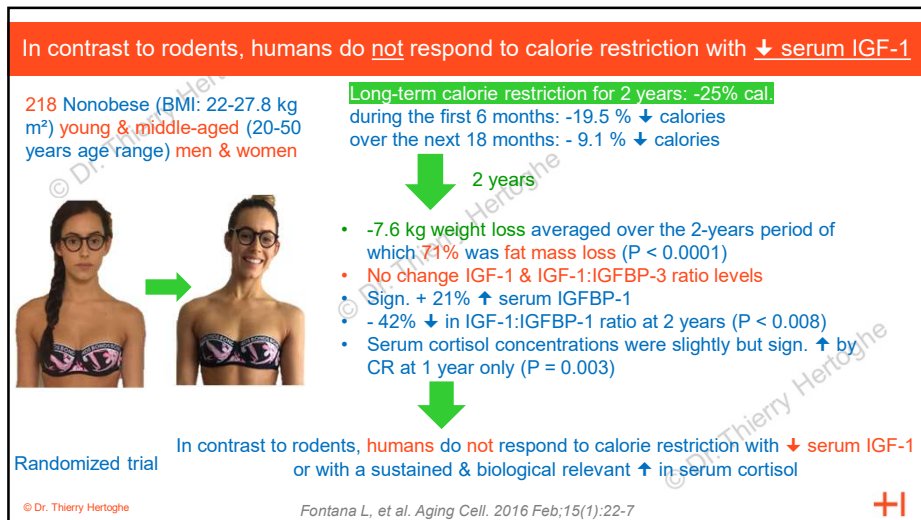 In contrast to rodents, humans do not respond to calorie restriction with ↓ serum IGF-1
218 Nonobese (BMI: 22-27.8 kg
m²) young & middle-aged (20-50
years age range) men & women
Long-term calorie restriction for 2 years: -25% cal.
during the first 6 months: -19.5 % ↓ calories
over the next 18 months: - 9.1 % ↓ calories
2 years
• -7.6 kg weight loss averaged over the 2-years period of
which 71% was fat mass loss (P < 0.0001)
• No change IGF-1 & IGF-1:IGFBP-3 ratio levels
• Sign. + 21% ↑ serum IGFBP-1
• - 42% ↓ in IGF-1:IGFBP-1 ratio at 2 years (P < 0.008)
• Serum cortisol concentrations were slightly but sign. ↑ by
CR at 1 year only (P = 0.003)
Randomized trial
In contrast to rodents, humans do not respond to calorie restriction with ↓ serum IGF-1
or with a sustained & biological relevant ↑ in serum cortisol
© Dr. Thierry Hertoghe
Fontana L, et al. Aging Cell. 2016 Feb;15(1):22-7
© Dr. Thierry Hertoghe
© Dr. Thierry Hertoghe
© Dr. Thierry Hertoghe